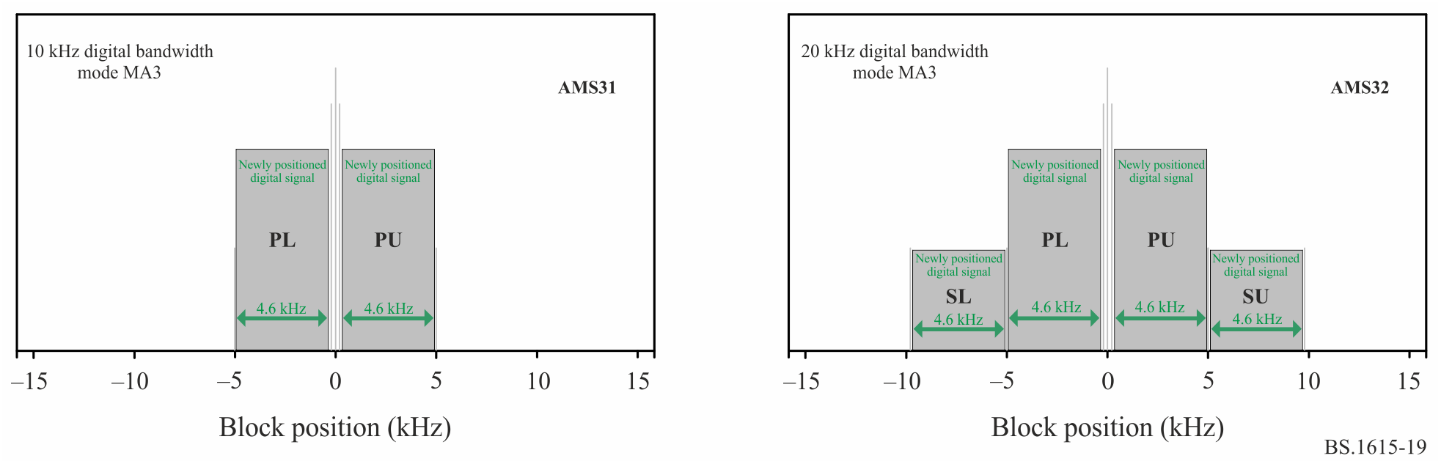 10 kHz digital bandwidth
mode MA3
AMS31
Newly positioned
digital signal
Newly positioned
digital signal
PL
PU
4.6 kHz
4.6 kHz
–15
–10
–5
0
5
10
15
Block position (kHz)
20 kHz digital bandwidth
mode MA3
AMS32
Newly positioned
digital signal
Newly positioned
digital signal
PL
PU
Newly positioned
digital signal
Newly positioned
digital signal
SL
SU
4.6 kHz
4.6 kHz
4.6 kHz
4.6 kHz
–15
–10
–5
0
5
10
15
Block position (kHz)
BS.1615-19